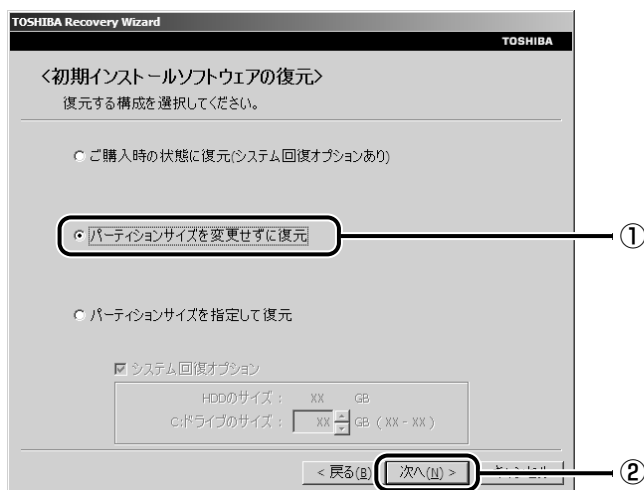 TOSHIBA Recovery Wizard
TOSHIBA
<初期インストールソフトウェアの復元>
復元する構成を選択してください。
ご購入時の状態に復元(システム回復オプションあり)
パーティションサイズを変更せずに復元
①
パーティションサイズを指定して復元
システム回復オプション
HDDのサイズ： XX GB
C:ドライブのサイズ： XX GB ( XX - XX )
< 戻る(B) 次へ(N) >
②